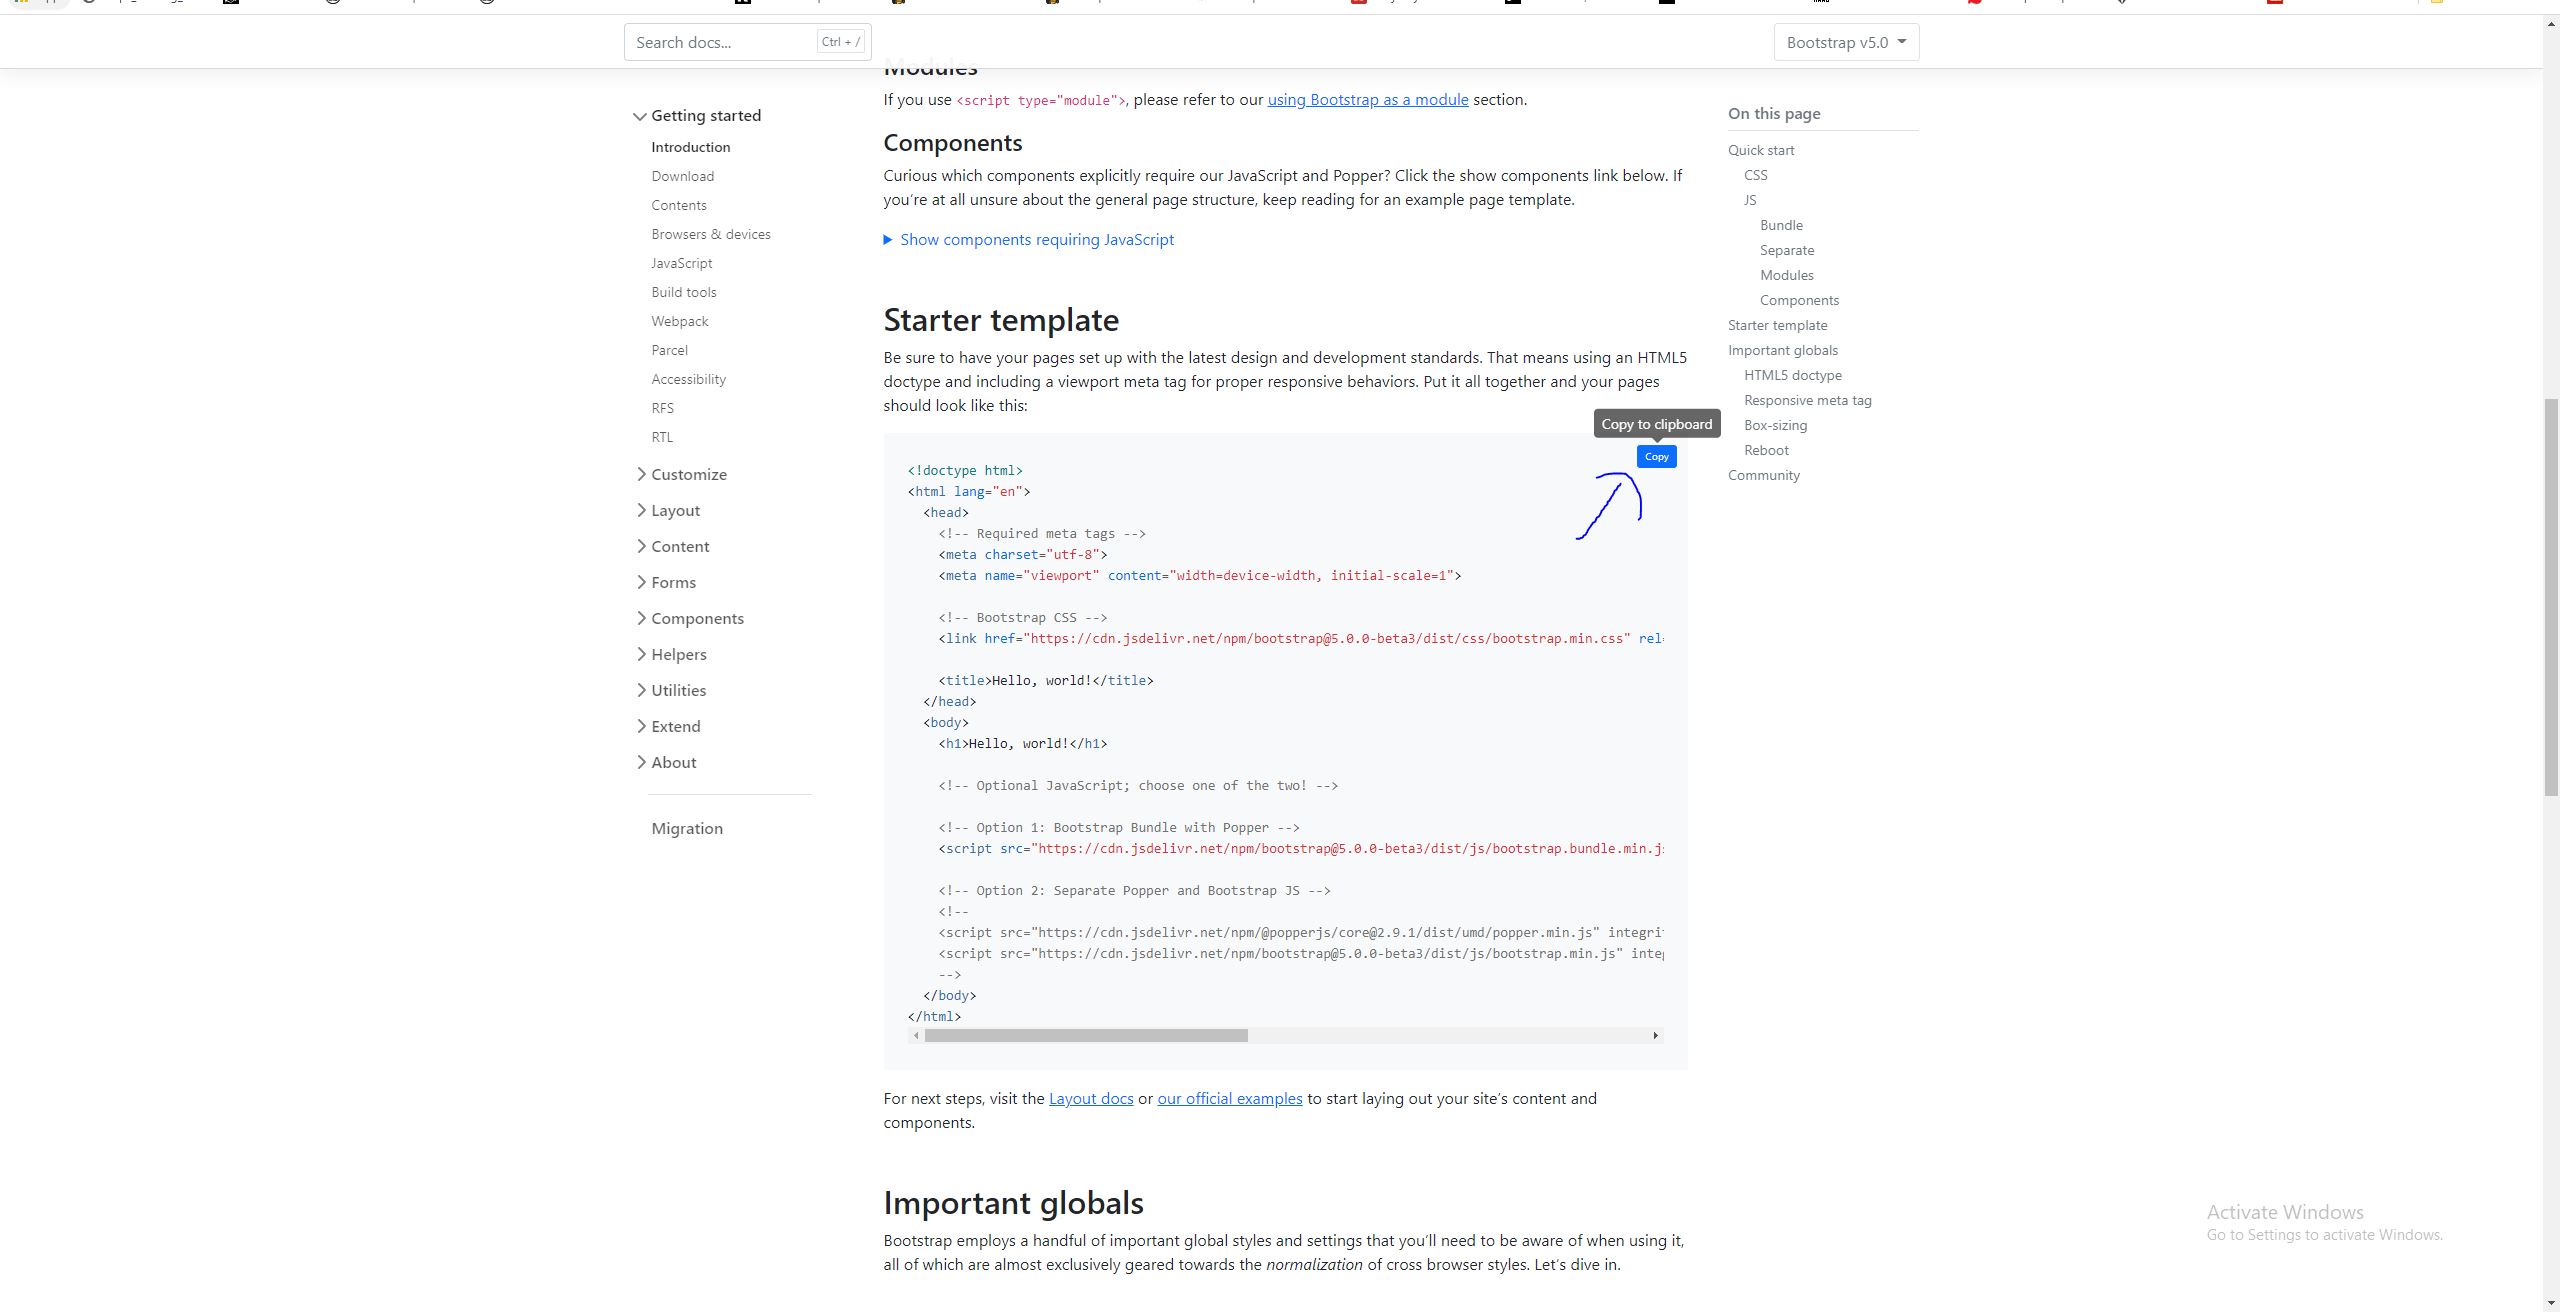 Search docs...
Ctrl + /
Bootstrap v5.0
Modules
If you use <script type="module">, please refer to our using Bootstrap as a module section.
Components
Curious which components explicitly require our JavaScript and Popper? Click the show components link below. If
you're at all unsure about the general page structure, keep reading for an example page template.
Show components requiring JavaScript
Starter template
Be sure to have your pages set up with the latest design and development standards. That means using an HTML5
doctype and including a viewport meta tag for proper responsive behaviors. Put it all together and your pages
should look like this:
Copy to clipboard
Copy
<!doctype html>
<html lang="en">
  <head>
    <!-- Required meta tags -->
    <meta charset="utf-8">
    <meta name="viewport" content="width=device-width, initial-scale=1">
    <!-- Bootstrap CSS -->
    <link href="https://cdn.jsdelivr.net/npm/bootstrap@5.0.0-beta3/dist/css/bootstrap.min.css" rel
    <title>Hello, world!</title>
  </head>
  <body>
    <h1>Hello, world!</h1>
    <!-- Optional JavaScript; choose one of the two! -->
    <!-- Option 1: Bootstrap Bundle with Popper -->
    <script src="https://cdn.jsdelivr.net/npm/bootstrap@5.0.0-beta3/dist/js/bootstrap.bundle.min.j
    <!-- Option 2: Separate Popper and Bootstrap JS -->
    <!--
    <script src="https://cdn.jsdelivr.net/npm/@popperjs/core@2.9.1/dist/umd/popper.min.js" integri
    <script src="https://cdn.jsdelivr.net/npm/bootstrap@5.0.0-beta3/dist/js/bootstrap.min.js" inte
    -->
  </body>
</html>
For next steps, visit the Layout docs or our official examples to start laying out your site's content and
components.
Important globals
Bootstrap employs a handful of important global styles and settings that you'll need to be aware of when using it,
all of which are almost exclusively geared towards the normalization of cross browser styles. Let's dive in.
Getting started
Introduction
Download
Contents
Browsers & devices
JavaScript
Build tools
Webpack
Parcel
Accessibility
RFS
RTL
Customize
Layout
Content
Forms
Components
Helpers
Utilities
Extend
About
Migration
On this page
Quick start
CSS
JS
Bundle
Separate
Modules
Components
Starter template
Important globals
HTML5 doctype
Responsive meta tag
Box-sizing
Reboot
Community
Activate Windows
Go to Settings to activate Windows.